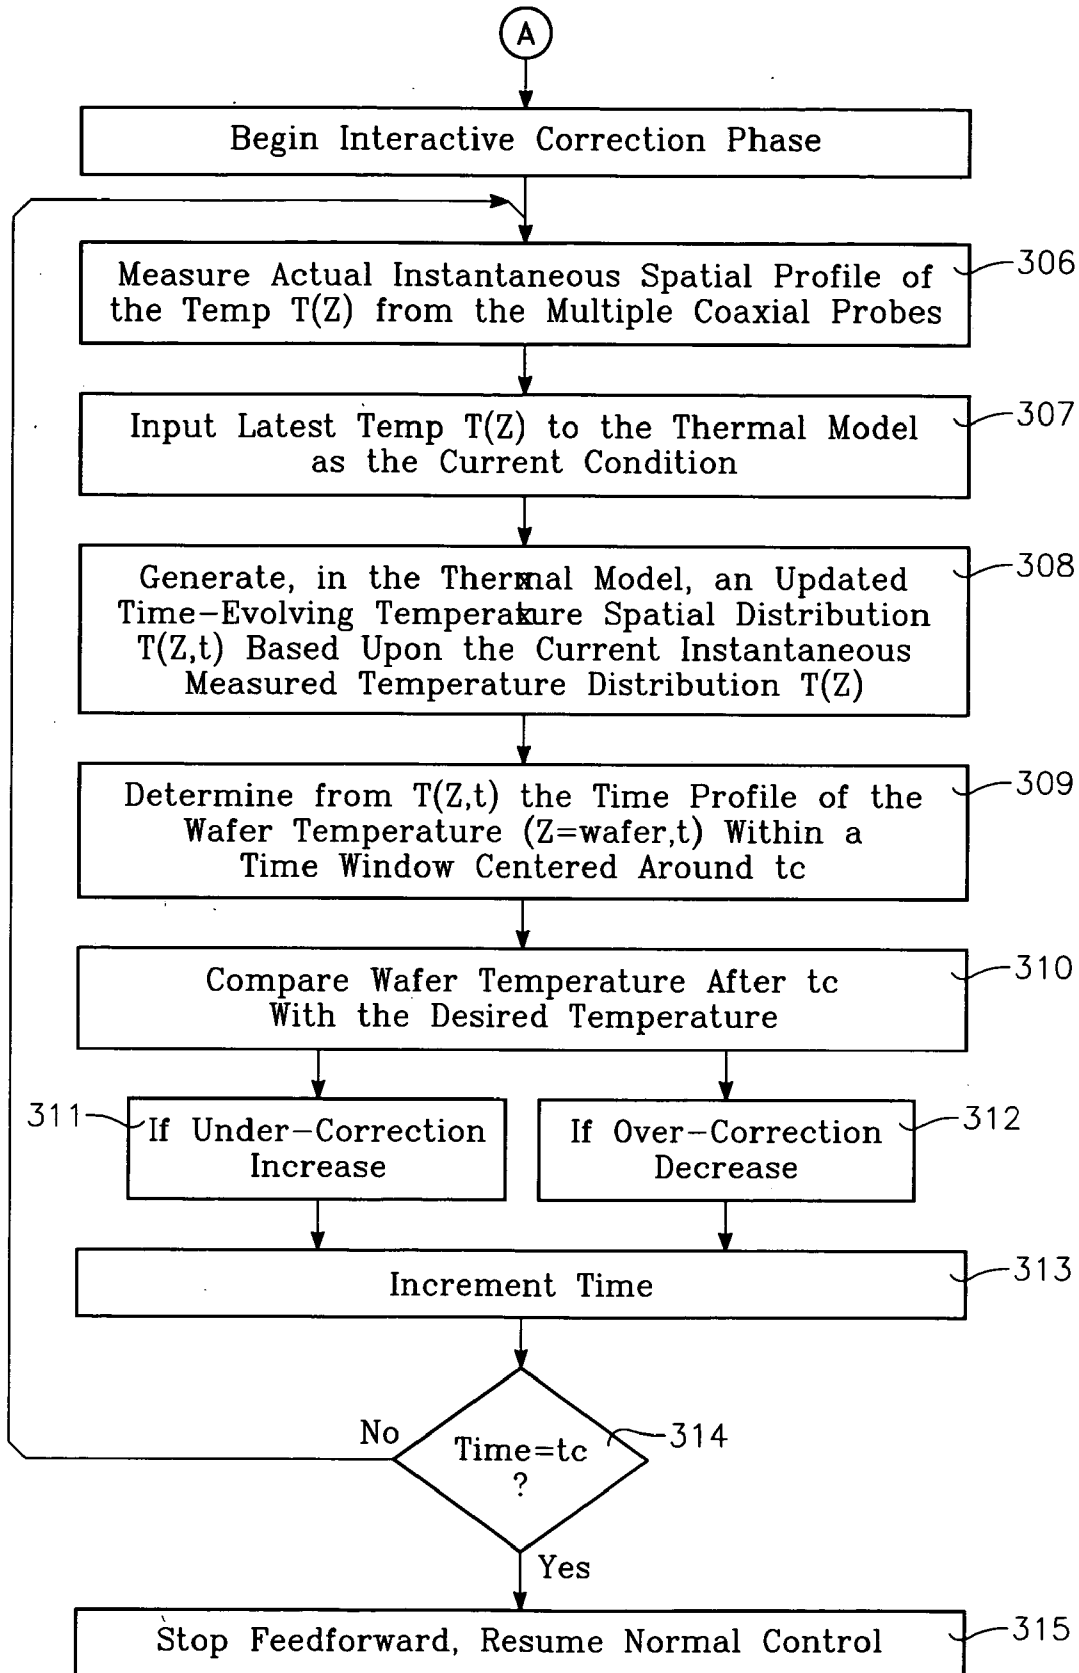 A
Begin Interactive Correction Phase
Measure Actual Instantaneous Spatial Profile of
the Temp T(Z) from the Multiple Coaxial Probes
306
Input Latest Temp T(Z) to the Thermal Model
as the Current Condition
307
Generate, in the Thermal Model, an Updated
Time-Evolving Temperature Spatial Distribution
T(Z,t) Based Upon the Current Instantaneous
Measured Temperature Distribution T(Z)
308
Determine from T(Z,t) the Time Profile of the
Wafer Temperature (Z=wafer,t) Within a
Time Window Centered Around tc
309
Compare Wafer Temperature After tc
With the Desired Temperature
310
311
If Under-Correction
Increase
If Over-Correction
Decrease
312
Increment Time
313
No
Time=tc
?
314
Yes
Stop Feedforward, Resume Normal Control
315